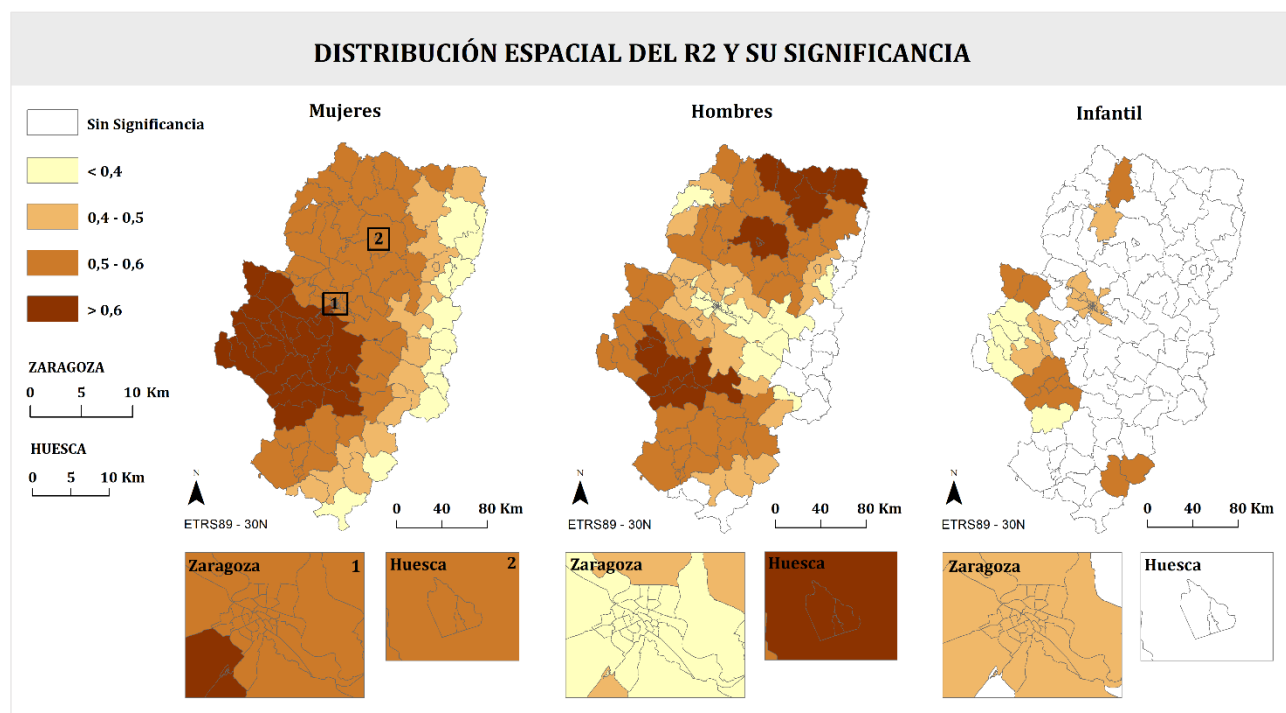 DISTRIBUCIÓN ESPACIAL DEL R2 Y SU SIGNIFICANCIA
Sin Significancia
< 0,4
0,4 - 0,5
0,5 - 0,6
> 0,6
ZARAGOZA
0 5 10 Km
HUESCA
0 5 10 Km
Mujeres
2
1
N
ETRS89 - 30N
0 40 80 Km
Zaragoza 1
Huesca 2
Hombres
N
ETRS89 - 30N
0 40 80 Km
Zaragoza
Huesca
Infantil
N
ETRS89 - 30N
0 40 80 Km
Zaragoza
Huesca